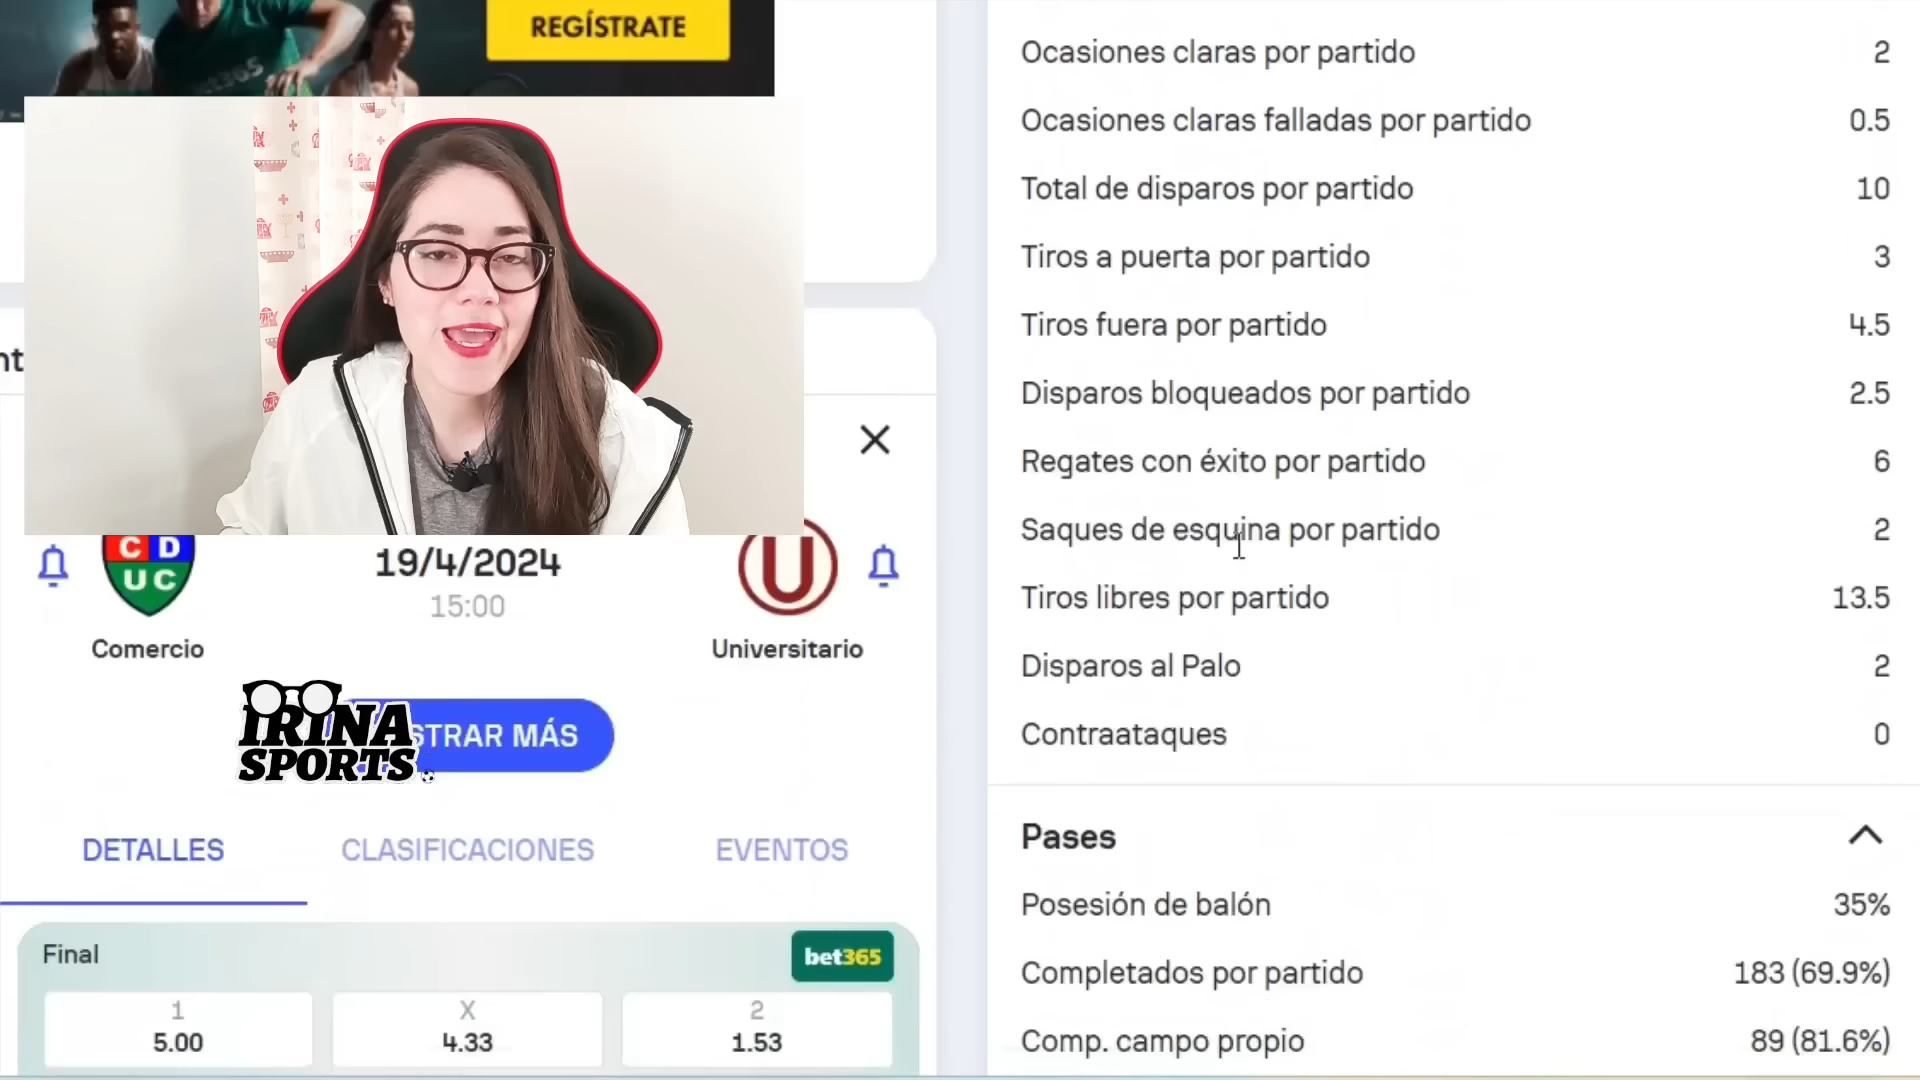 REGÍSTRATE
bet365
nt
C D
U C
19/4/2024
15:00
U
Comercio
Universitario
IRINA
SPORTS
STRAR MÁS
DETALLES
CLASIFICACIONES
EVENTOS
Final
bet365
1
X
2
5.00
4.33
1.53
Ocasiones claras por partido
2
Ocasiones claras falladas por partido
0.5
Total de disparos por partido
10
Tiros a puerta por partido
3
Tiros fuera por partido
4.5
Disparos bloqueados por partido
2.5
Regates con éxito por partido
6
Saques de esquina por partido
2
Tiros libres por partido
13.5
Disparos al Palo
2
Contraataques
0
Pases
Posesión de balón
35%
Completados por partido
183 (69.9%)
Comp. campo propio
89 (81.6%)